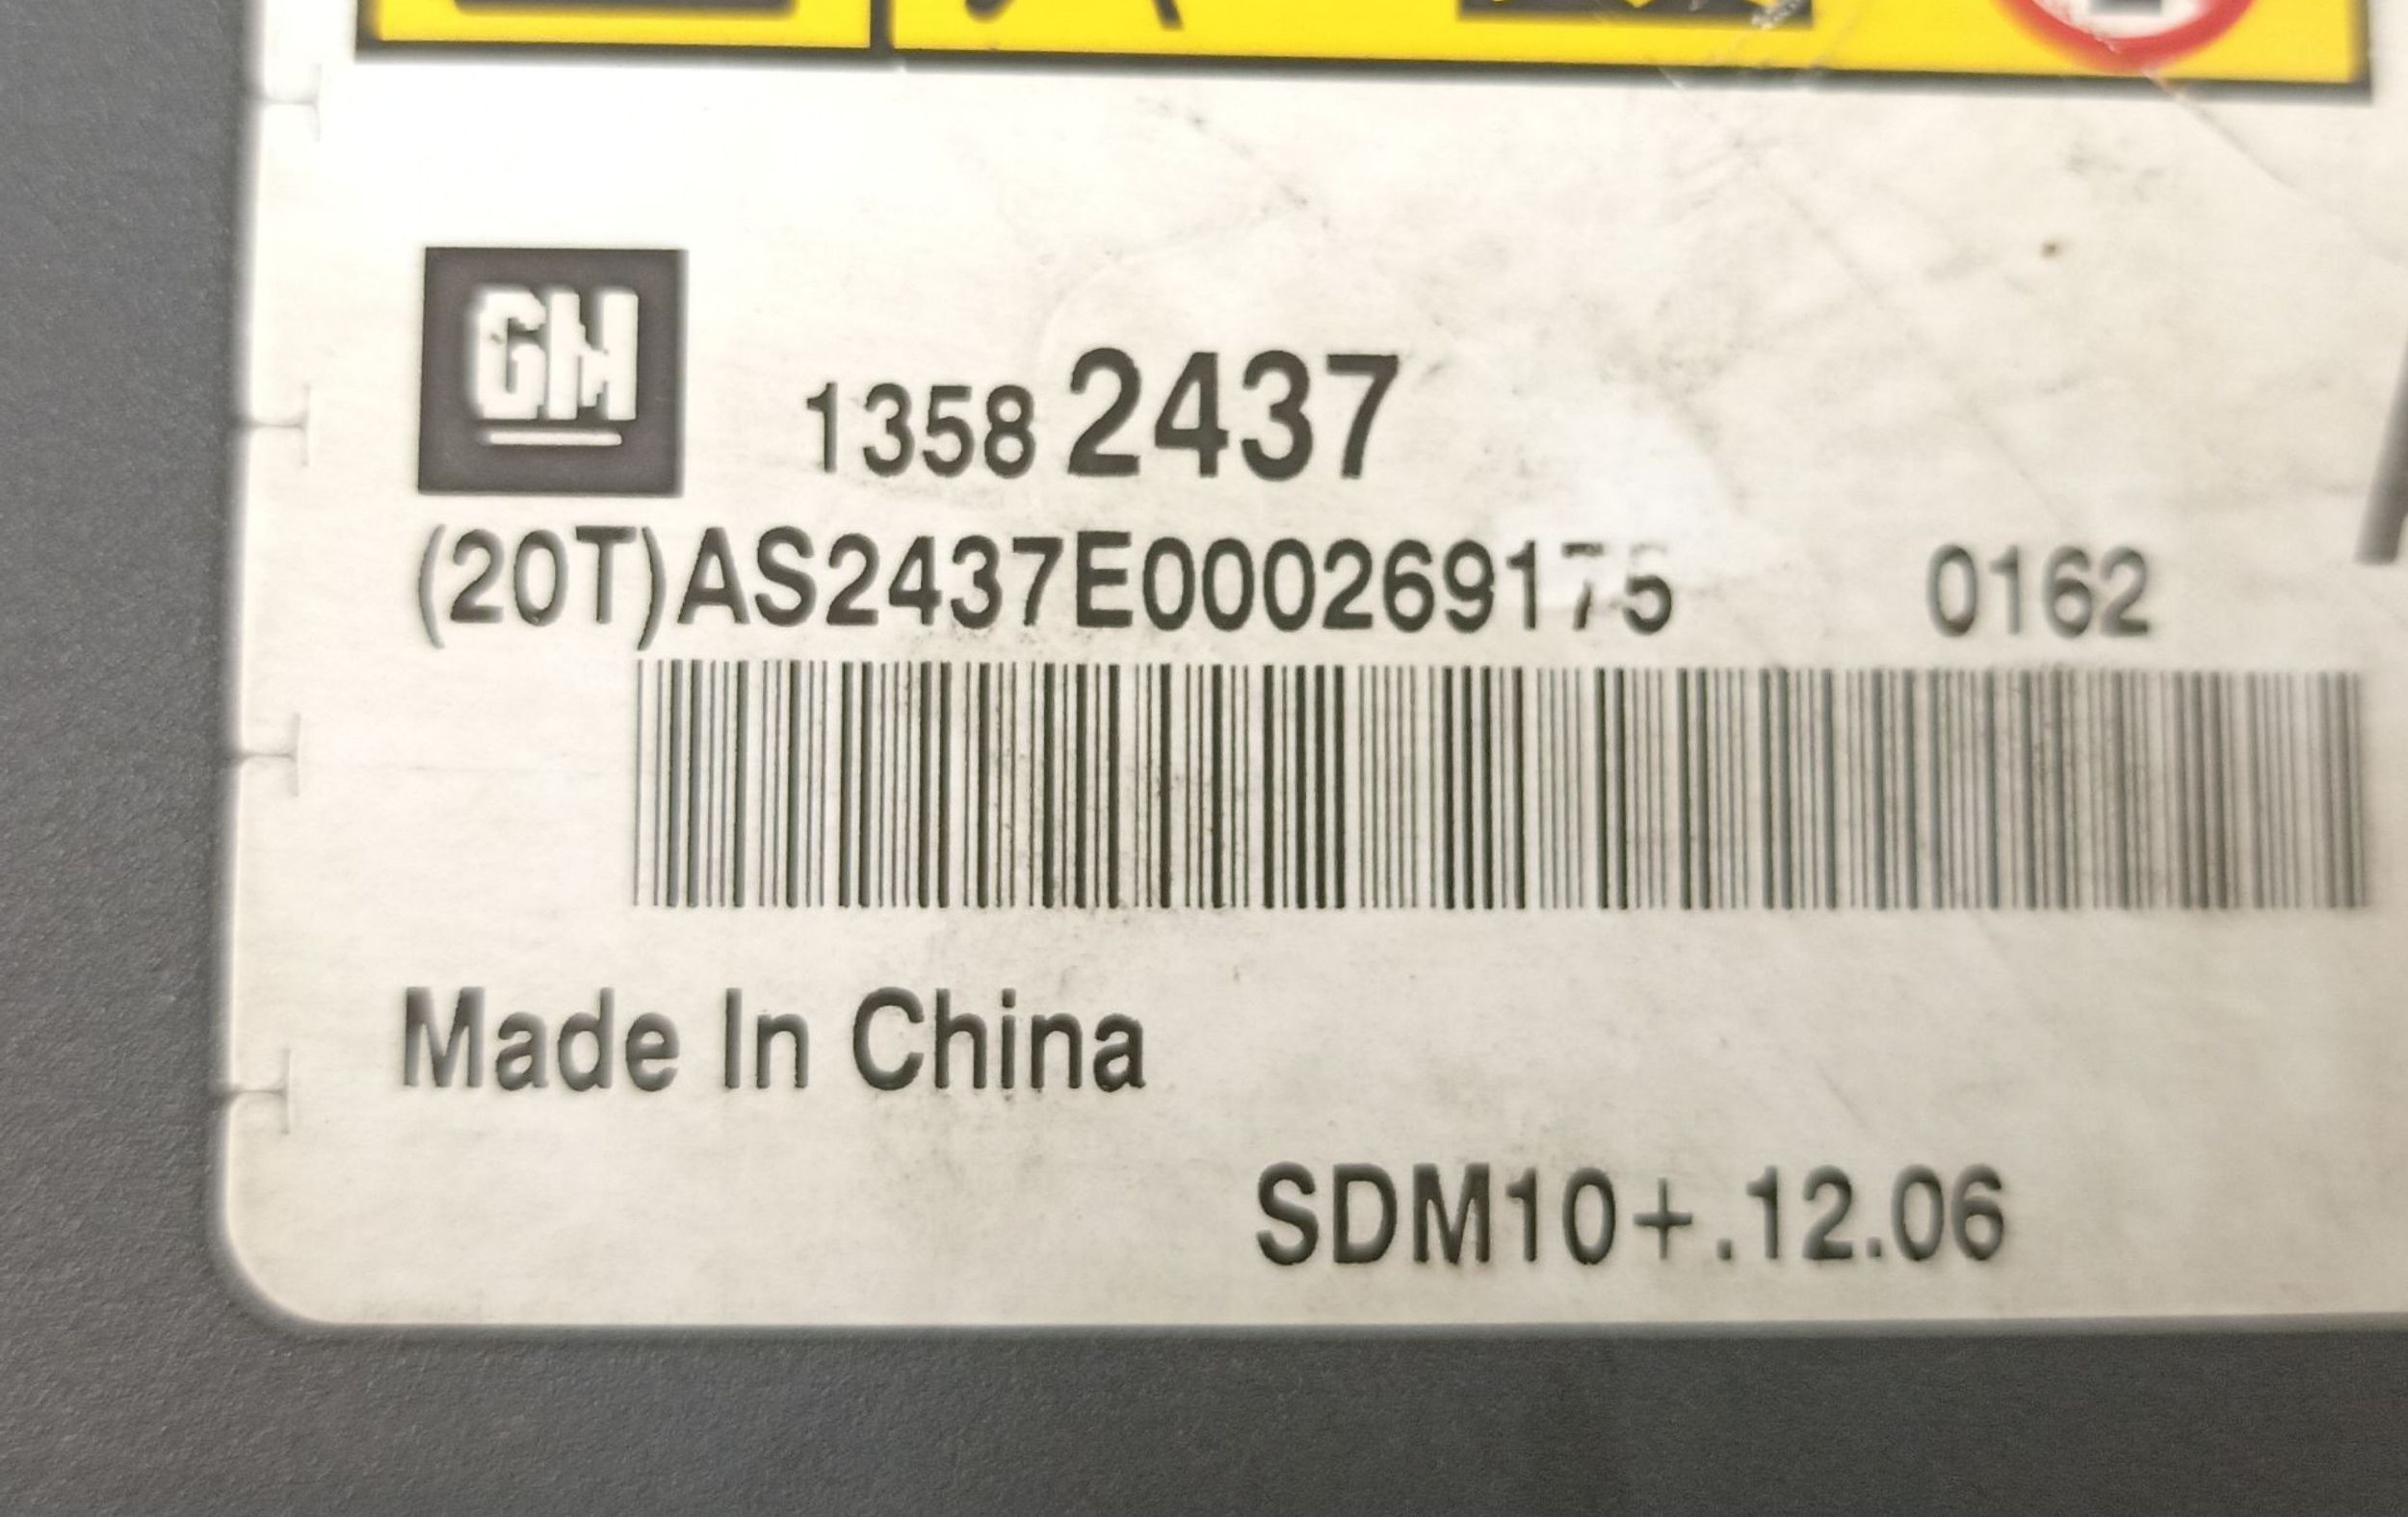 GM
1358 2437
(20T)AS2437E000269175 0162
Made In China
SDM10+.12.06